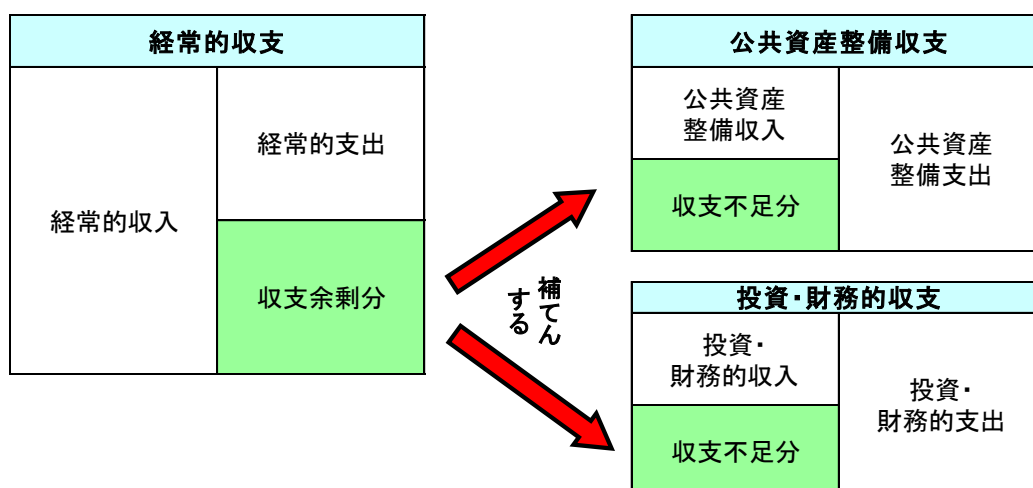 経常的収支
経常的収入
経常的支出
収支余剰分
補てん
する
公共資産整備収支
公共資産
整備収入
収支不足分
公共資産
整備支出
投資・財務的収支
投資・
財務的収入
収支不足分
投資・
財務的支出